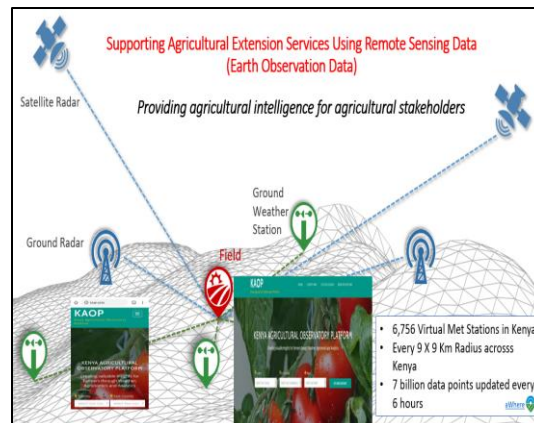 Supporting Agricultural Extension Services Using Remote Sensing Data
(Earth Observation Data)
Satellite Radar
Providing agricultural intelligence for agricultural stakeholders
Ground
Weather
Station
Ground Radar
Field
KAOP
KAOP
KENYA AGRICULTURAL OBSERVATORY PLATFORM
KENYA AGRICULTURAL
OBSERVATORY
PLATFORM
• 6,756 Virtual Met Stations in Kenya
• Every 9 X 9 Km Radius acrosss
Kenya
• 7 billion data points updated every
6 hours
aWhere